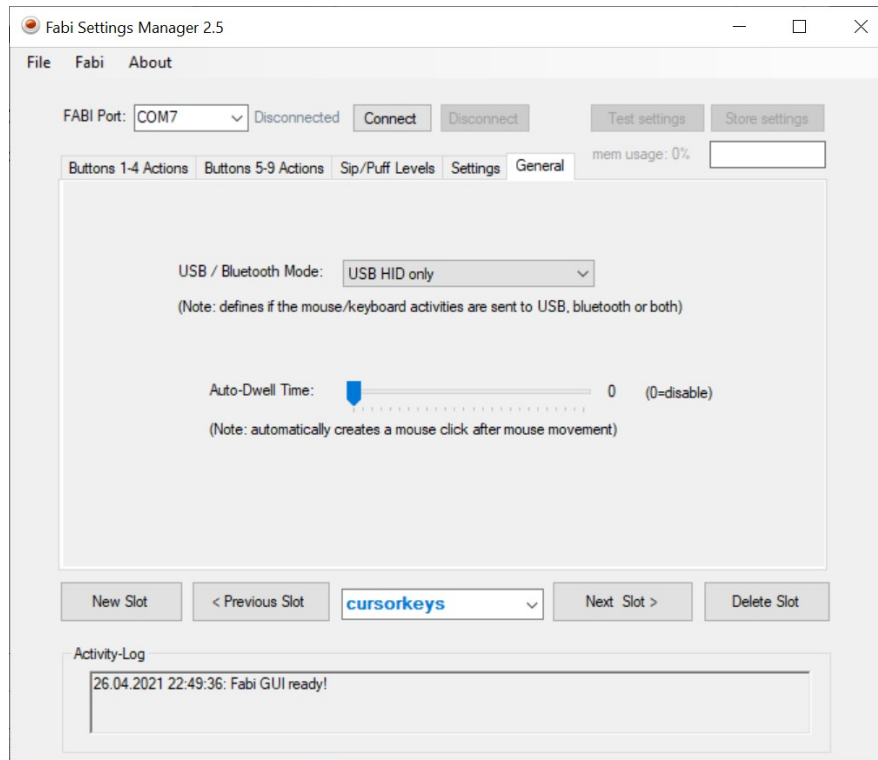 Fabi Settings Manager 2.5
File Fabi About
FABI Port: COM7 Disconnected Connect Disconnect Test settings Store settings
mem usage: 0%
Buttons 1-4 Actions Buttons 5-9 Actions Sip/Puff Levels Settings General
USB / Bluetooth Mode: USB HID only
(Note: defines if the mouse/keyboard activities are sent to USB, bluetooth or both)
Auto-Dwell Time: 0 (0=disable)
(Note: automatically creates a mouse click after mouse movement)
New Slot < Previous Slot cursorkeys Next Slot > Delete Slot
Activity-Log
26.04.2021 22:49:36: Fabi GUI ready!